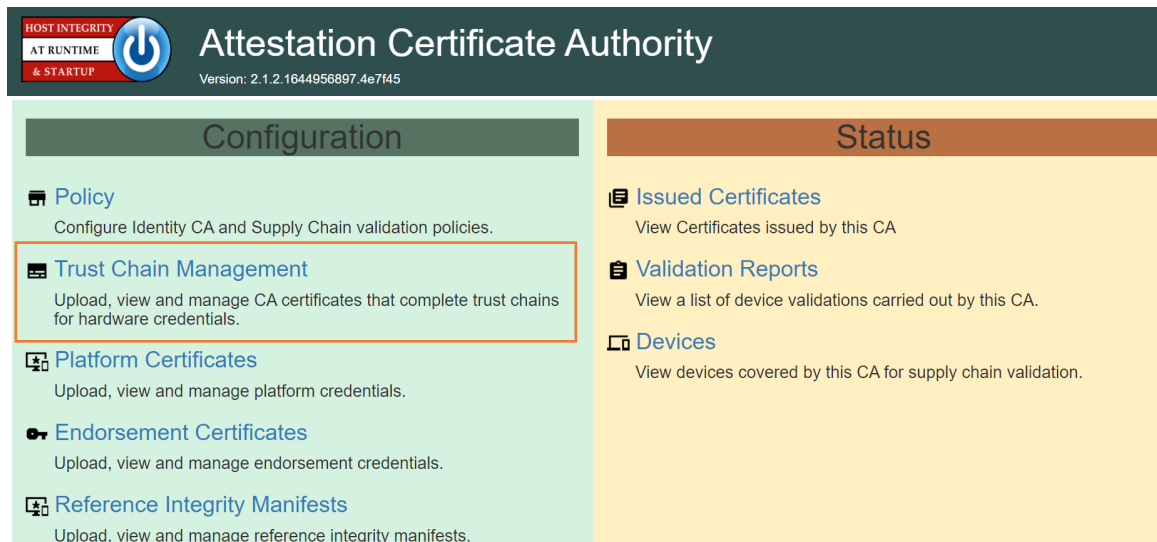 HOST INTEGRITY
AT RUNTIME
& STARTUP
Attestation Certificate Authority
Version: 2.1.2.1644956897.4e7f45
Configuration
Policy
Configure Identity CA and Supply Chain validation policies.
Trust Chain Management
Upload, view and manage CA certificates that complete trust chains
for hardware credentials.
Platform Certificates
Upload, view and manage platform credentials.
Endorsement Certificates
Upload, view and manage endorsement credentials.
Reference Integrity Manifests
Upload, view and manage reference integrity manifests.
Status
Issued Certificates
View Certificates issued by this CA
Validation Reports
View a list of device validations carried out by this CA.
Devices
View devices covered by this CA for supply chain validation.